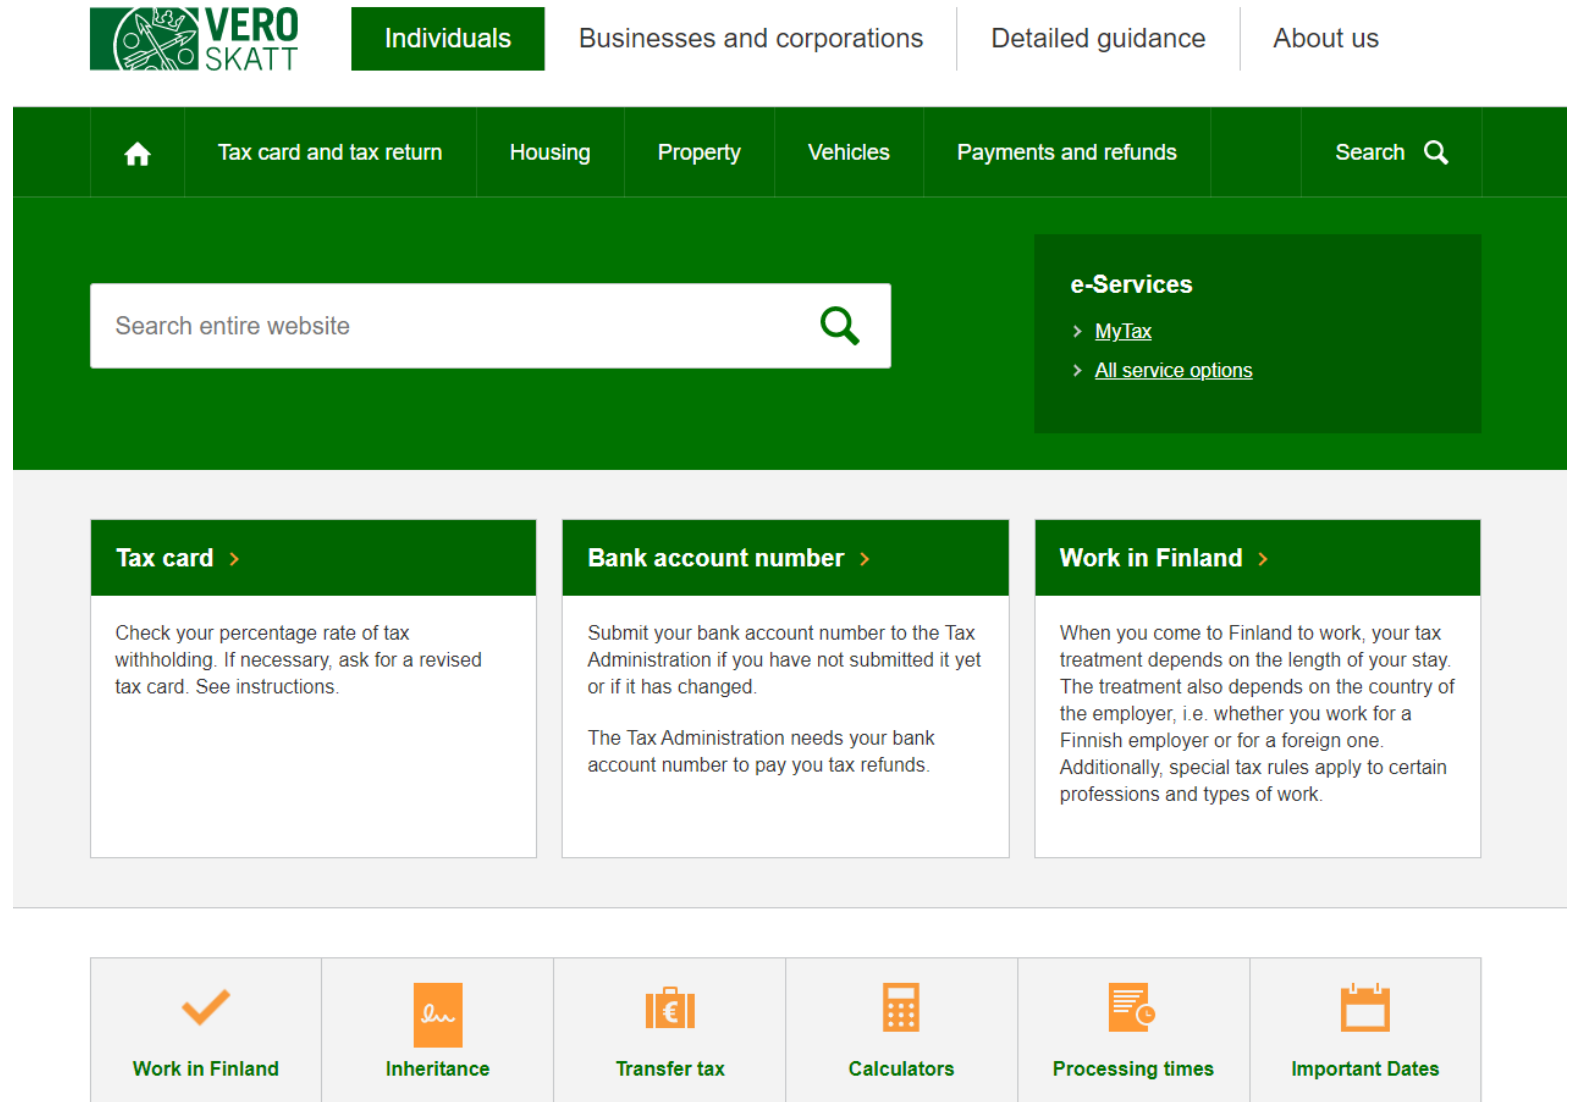 VERO
SKATT
Individuals
Businesses and corporations
Detailed guidance
About us
Tax card and tax return
Housing
Property
Vehicles
Payments and refunds
Search
Search entire website
e-Services
MyTax
All service options
Tax card
Check your percentage rate of tax
withholding. If necessary, ask for a revised
tax card. See instructions.
Bank account number
Submit your bank account number to the Tax
Administration if you have not submitted it yet
or if it has changed.
The Tax Administration needs your bank
account number to pay you tax refunds.
Work in Finland
When you come to Finland to work, your tax
treatment depends on the length of your stay.
The treatment also depends on the country of
the employer, i.e. whether you work for a
Finnish employer or for a foreign one.
Additionally, special tax rules apply to certain
professions and types of work.
€
Work in Finland
Inheritance
Transfer tax
Calculators
Processing times
Important Dates